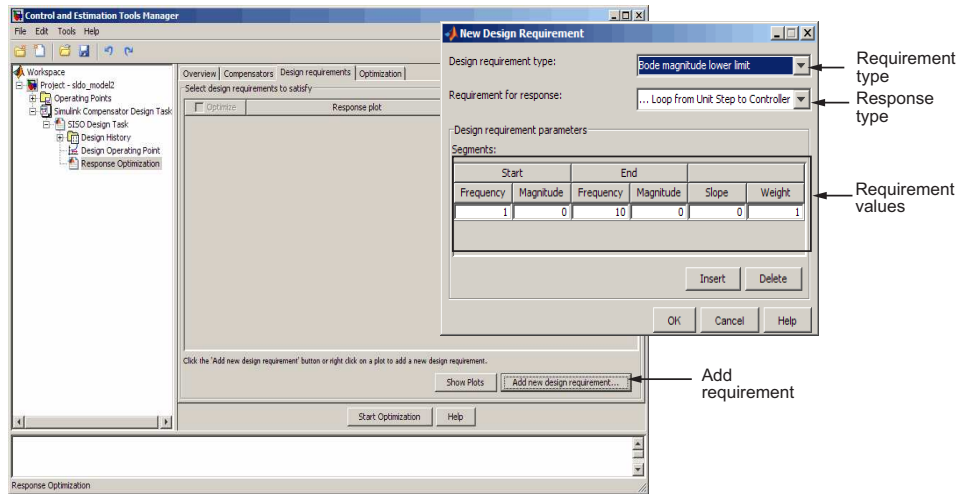 Control and Estimation Tools Manager
File Edit Tools Help
Workspace
Project - sldo_model2
Operating Points
Simulink Compensator Design Task
SISO Design Task
Design History
Design Operating Point
Response Optimization
Overview Compensators Design requirements Optimization
Select design requirements to satisfy
Optimize Response plot
Click the 'Add new design requirement' button or right click on a plot to add a new design requirement.
Show Plots Add new design requirement...
Start Optimization Help
Response Optimization
New Design Requirement
Design requirement type: Bode magnitude lower limit
Requirement for response: ... Loop from Unit Step to Controller
Design requirement parameters
Segments:
Start End
Frequency Magnitude Frequency Magnitude Slope Weight
1 0 10 0 0 1
Insert Delete
OK Cancel Help
Requirement
type
Response
type
Requirement
values
Add
requirement